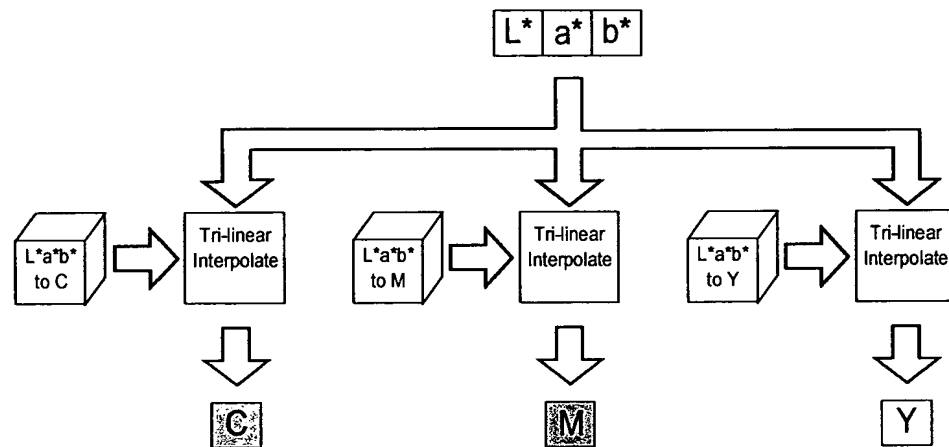 L* a* b*
L*a*b*
to C
Tri-linear
Interpolate
L*a*b*
to M
Tri-linear
Interpolate
L*a*b*
to Y
Tri-linear
Interpolate
C
M
Y